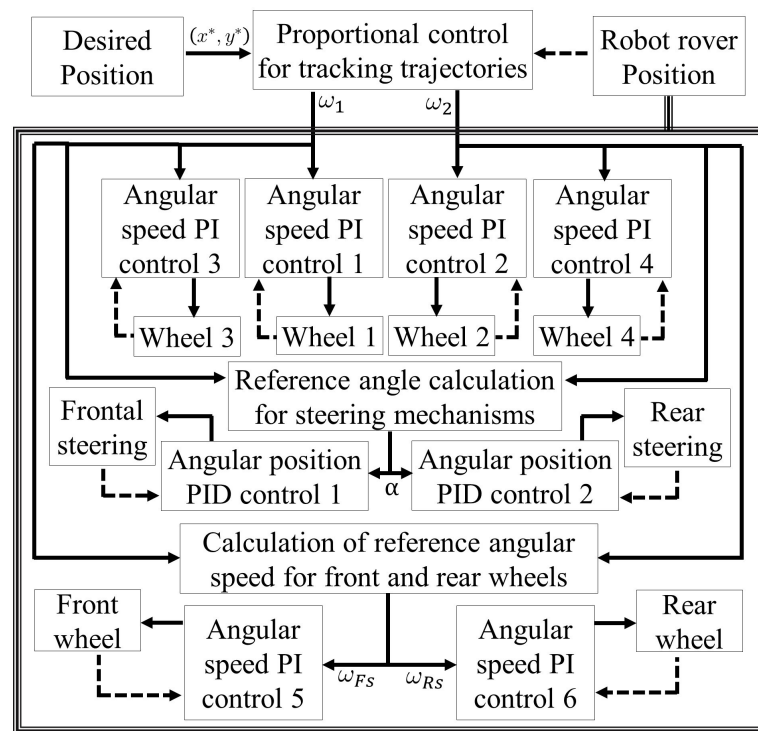 Desired
Position
(x*, y*)
Proportional control
for tracking trajectories
Robot rover
Position
ω₁
ω₂
Angular
speed PI
control 3
Angular
speed PI
control 1
Angular
speed PI
control 2
Angular
speed PI
control 4
Wheel 3
Wheel 1
Wheel 2
Wheel 4
Reference angle calculation
for steering mechanisms
Frontal
steering
Rear
steering
Angular position
PID control 1
α
Angular position
PID control 2
Calculation of reference angular
speed for front and rear wheels
Front
wheel
Rear
wheel
Angular
speed PI
control 5
ω_Fs
ω_Rs
Angular
speed PI
control 6